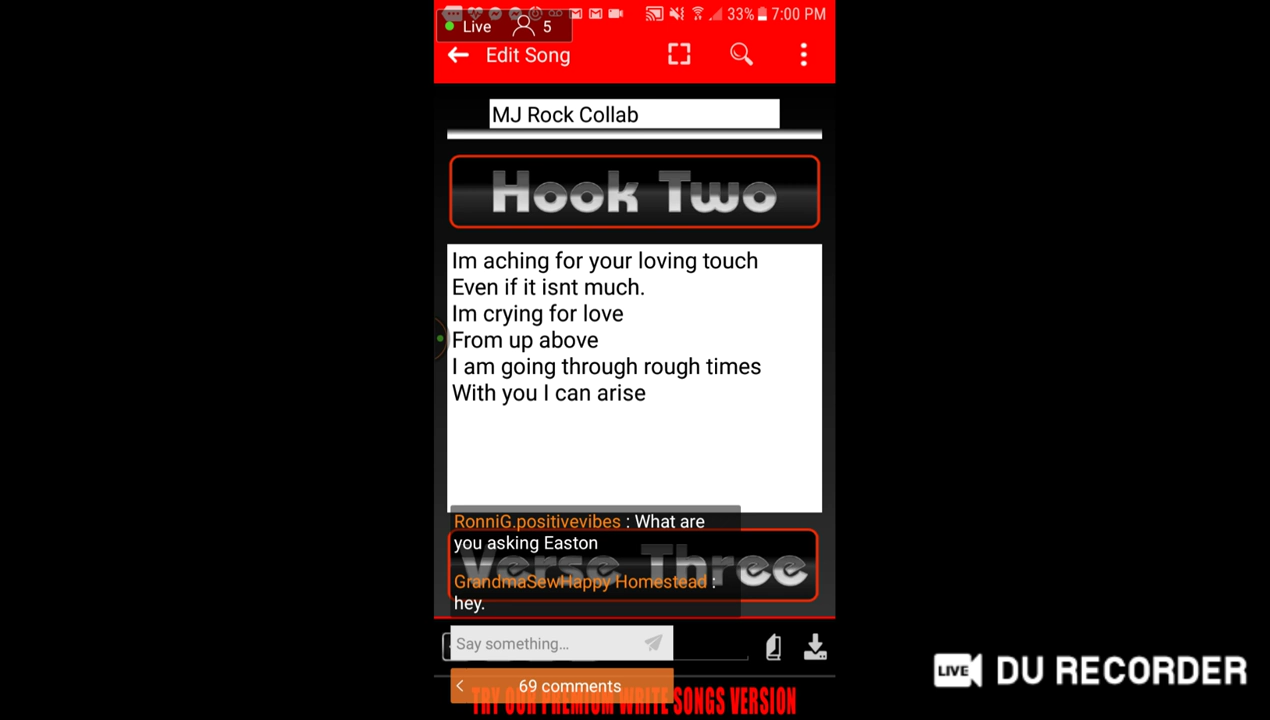 Live 5
33% 7:00 PM
Edit Song
MJ Rock Collab
Hook Two
Im aching for your loving touch
Even if it isnt much.
Im crying for love
From up above
I am going through rough times
With you I can arise
RonniG.positivevibes : What are
you asking Easton
Verse Three
GrandmaSewHappy Homestead :
hey.
Say something...
69 comments
TRY OUR PREMIUM WRITE SONGS VERSION
LIVE DU RECORDER